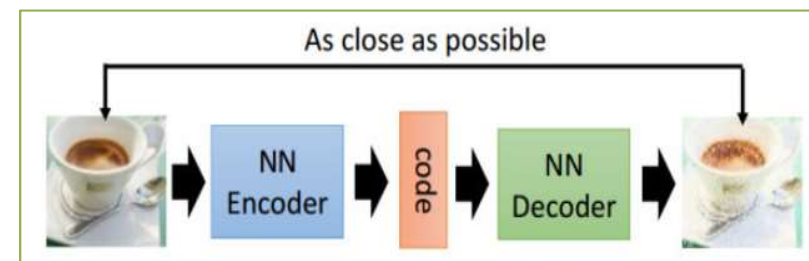 As close as possible
NN
Encoder
code
NN
Decoder